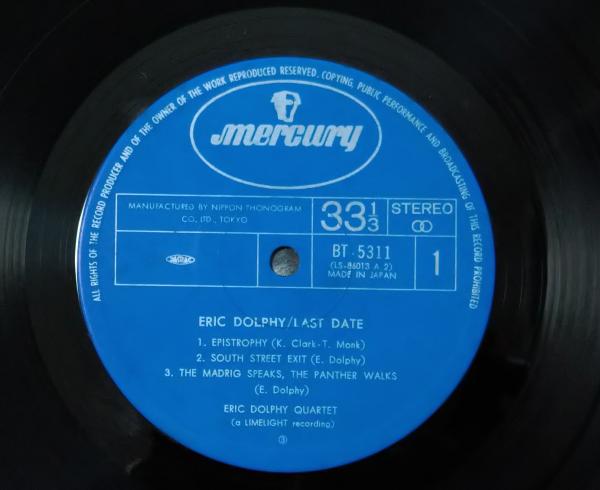 ALL RIGHTS OF THE RECORD PRODUCER AND OF THE OWNER OF THE WORK REPRODUCED RESERVED. COPYING, PUBLIC PERFORMANCE AND BROADCASTING OF THIS RECORD PROHIBITED
mercury
MANUFACTURED BY NIPPON PHONOGRAM
CO., LTD., TOKYO
33 1/3
STEREO
BT-5311
(LS-86013 A 2)
MADE IN JAPAN
1
ERIC DOLPHY/LAST DATE
1. EPISTROPHY (K. Clark-T. Monk)
2. SOUTH STREET EXIT (E. Dolphy)
3. THE MADRIG SPEAKS, THE PANTHER WALKS
(E. Dolphy)
ERIC DOLPHY QUARTET
(a LIMELIGHT recording)
③